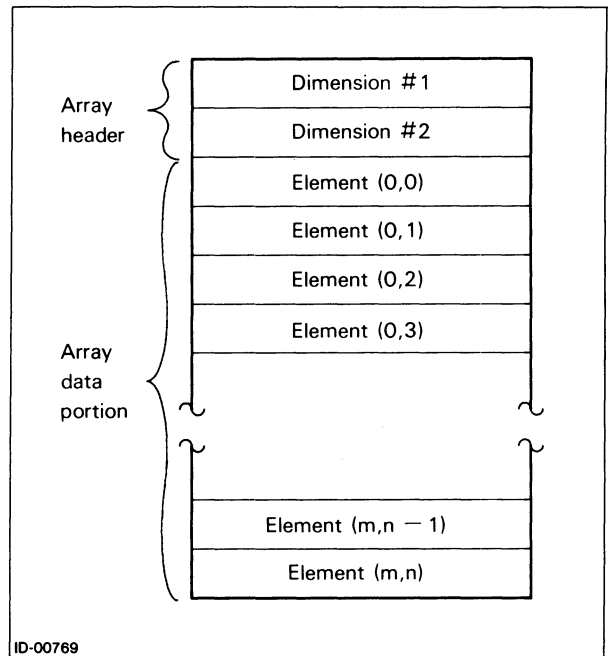 Array
header
Dimension #1
Dimension #2
Element (0,0)
Element (0,1)
Element (0,2)
Element (0,3)
Array
data
portion
Element (m,n — 1)
Element (m,n)
ID-00769